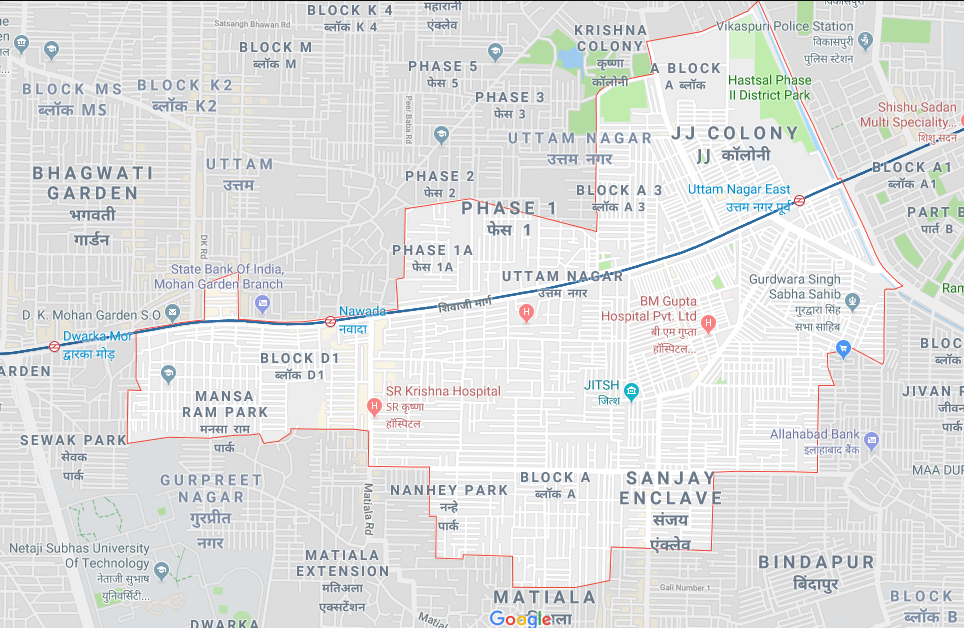 BLOCK K 4
ब्लॉक K 4
महारानी
एंक्लेव
Satsangh Bhawan Rd
BLOCK M
ब्लॉक M
KRISHNA
COLONY
कृष्णा
कॉलोनी
Vikaspuri Police Station
विकासपुरी
पुलिस स्टेशन
PHASE 5
फेस 5
A BLOCK
A ब्लॉक
Hastsal Phase
II District Park
BLOCK MS
ब्लॉक MS
BLOCK K2
ब्लॉक K2
PHASE 3
फेस 3
Peer Baba Rd
Shishu Sadan
Multi Speciality...
शिशु सदन
UTTAM NAGAR
उत्तम नगर
JJ COLONY
JJ कॉलोनी
BHAGWATI
GARDEN
भगवती
गार्डन
UTTAM
उत्तम
PHASE 2
फेस 2
BLOCK A 3
ब्लॉक A 3
Uttam Nagar East
उत्तम नगर पूर्व
BLOCK A1
ब्लॉक A1
PHASE 1
फेस 1
PART B
पार्ट B
DK Rd
PHASE 1A
फेस 1A
State Bank Of India,
Mohan Garden Branch
UTTAM NAGAR
उत्तम नगर
Gurdwara Singh
Sabha Sahib
गुरद्वारा सिंह
सभा साहिब
Ram
D. K. Mohan Garden S.O
Nawada
नवादा
शिवाजी मार्ग
BM Gupta
Hospital Pvt. Ltd
बी एम गुप्ता
हॉस्पिटल...
Dwarka Mor
द्वारका मोड़
ARDEN
BLOCK D1
ब्लॉक D1
BLOC
ब्लॉक
MANSA
RAM PARK
मनसा राम
पार्क
SR Krishna Hospital
SR कृष्णा
हॉस्पिटल
JITSH
जित्श
JIVAN P
जीवन
पार्क
SEWAK PARK
सेवक
पार्क
Allahabad Bank
इलाहाबाद बैंक
MAA DUR
GURPREET
NAGAR
गुरप्रीत
नगर
Matiala Rd
NANHEY PARK
नन्हे
पार्क
BLOCK A
ब्लॉक A
SANJAY
ENCLAVE
संजय
एंक्लेव
Netaji Subhas University
Of Technology
नेताजी सुभाष
यूनिवर्सिटी...
MATIALA
EXTENSION
मतिअला
एक्सटेंशन
BINDAPUR
बिंदापुर
Gali Number 1
MATIALA
Google
BLOCK
ब्लॉक B
DWARKA